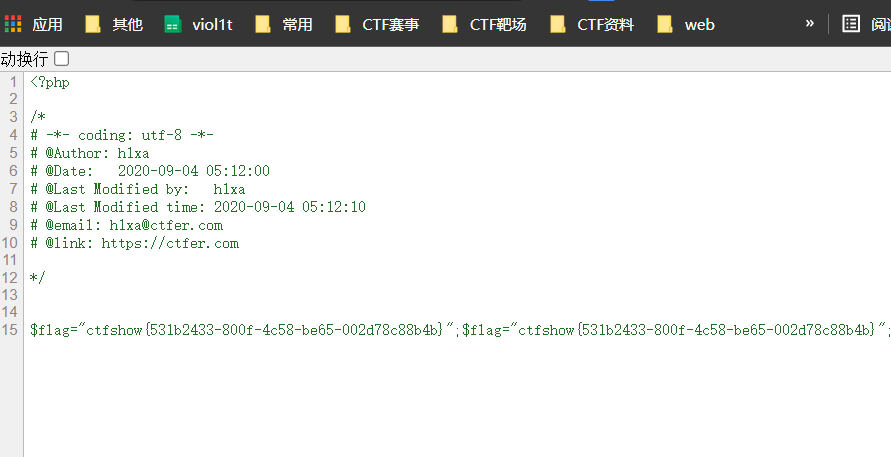 应用 其他 viol1t 常用 CTF赛事 CTF靶场 CTF资料 web » 阅读
动换行
1 <?php
2
3 /*
4 # -*- coding: utf-8 -*-
5 # @Author: h1xa
6 # @Date:   2020-09-04 05:12:00
7 # @Last Modified by:   h1xa
8 # @Last Modified time: 2020-09-04 05:12:10
9 # @email: h1xa@ctfer.com
10 # @link: https://ctfer.com
11
12 */
13
14
15 $flag="ctfshow{531b2433-800f-4c58-be65-002d78c88b4b}";$flag="ctfshow{531b2433-800f-4c58-be65-002d78c88b4b}";